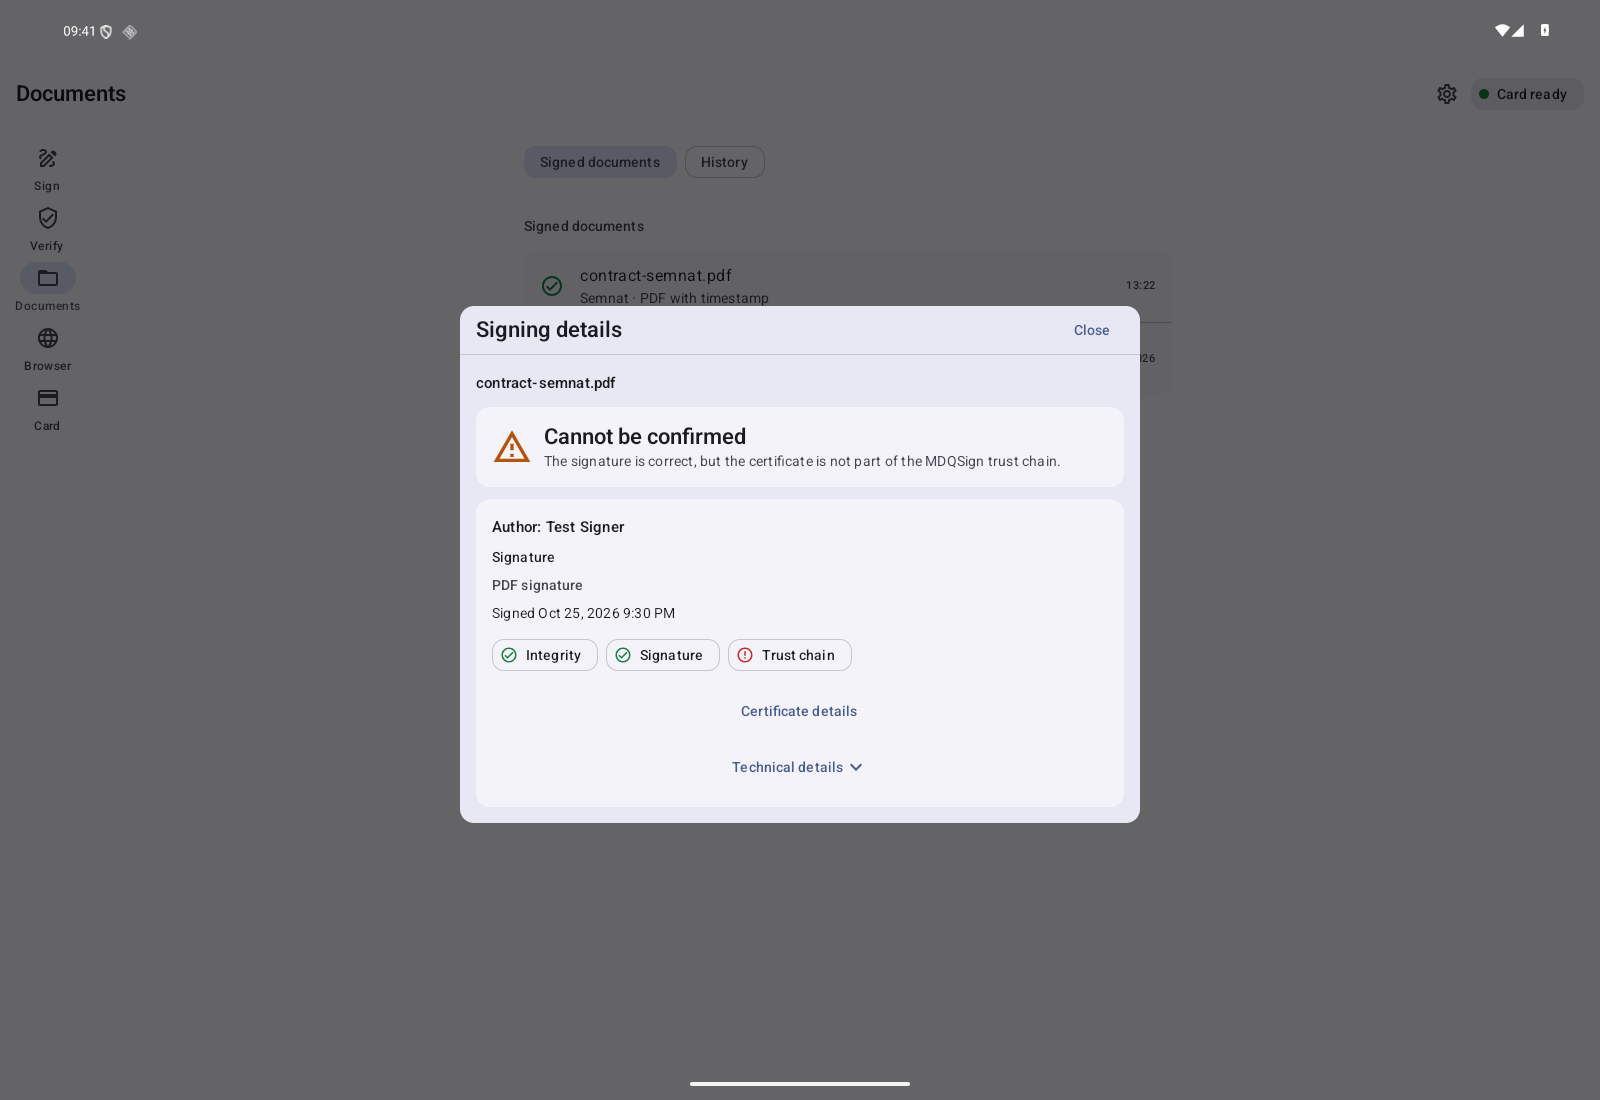 09:41
Documents
Card ready
Sign
Verify
Documents
Browser
Card
Signed documents
History
Signed documents
contract-semnat.pdf
Semnat · PDF with timestamp
13:22
Signing details
Close
contract-semnat.pdf
Cannot be confirmed
The signature is correct, but the certificate is not part of the MDQSign trust chain.
Author: Test Signer
Signature
PDF signature
Signed Oct 25, 2026 9:30 PM
Integrity
Signature
Trust chain
Certificate details
Technical details